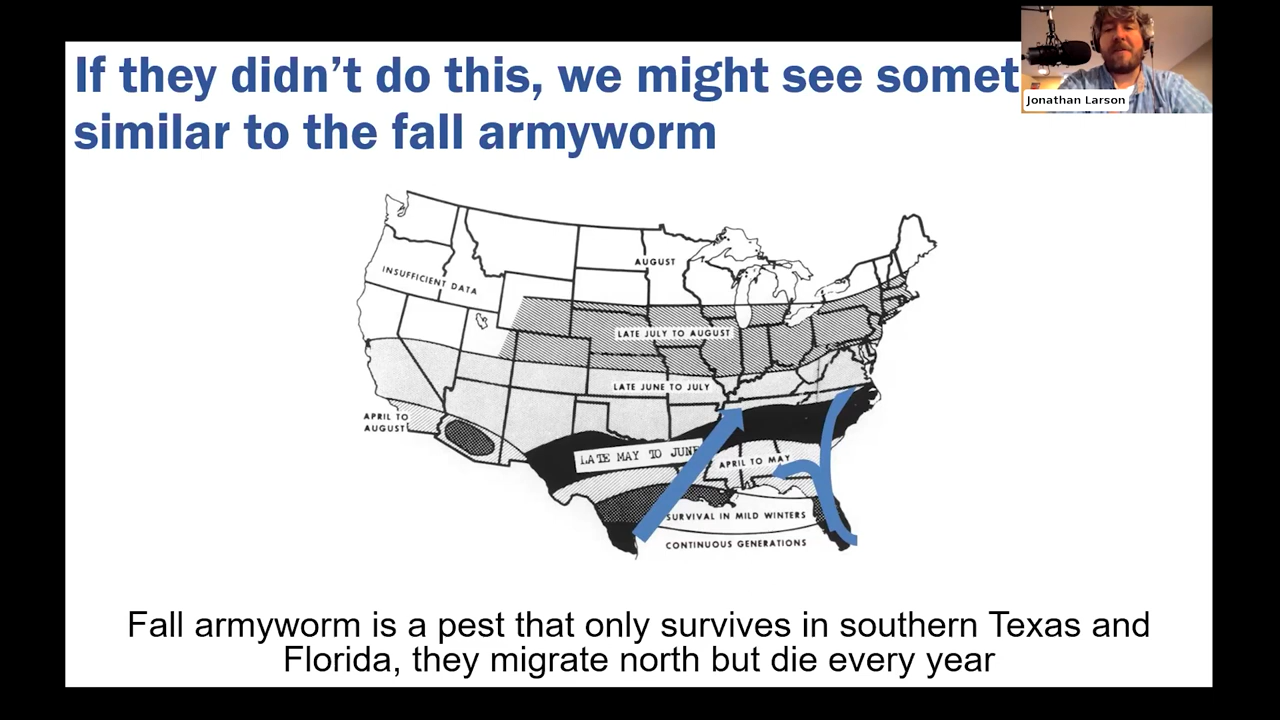 If they didn't do this, we might see somet
similar to the fall armyworm
Jonathan Larson
AUGUST
INSUFFICIENT DATA
LATE JULY TO AUGUST
LATE JUNE TO JULY
APRIL TO
AUGUST
LATE MAY TO JUNE
APRIL TO MAY
SURVIVAL IN MILD WINTERS
CONTINUOUS GENERATIONS
Fall armyworm is a pest that only survives in southern Texas and
Florida, they migrate north but die every year